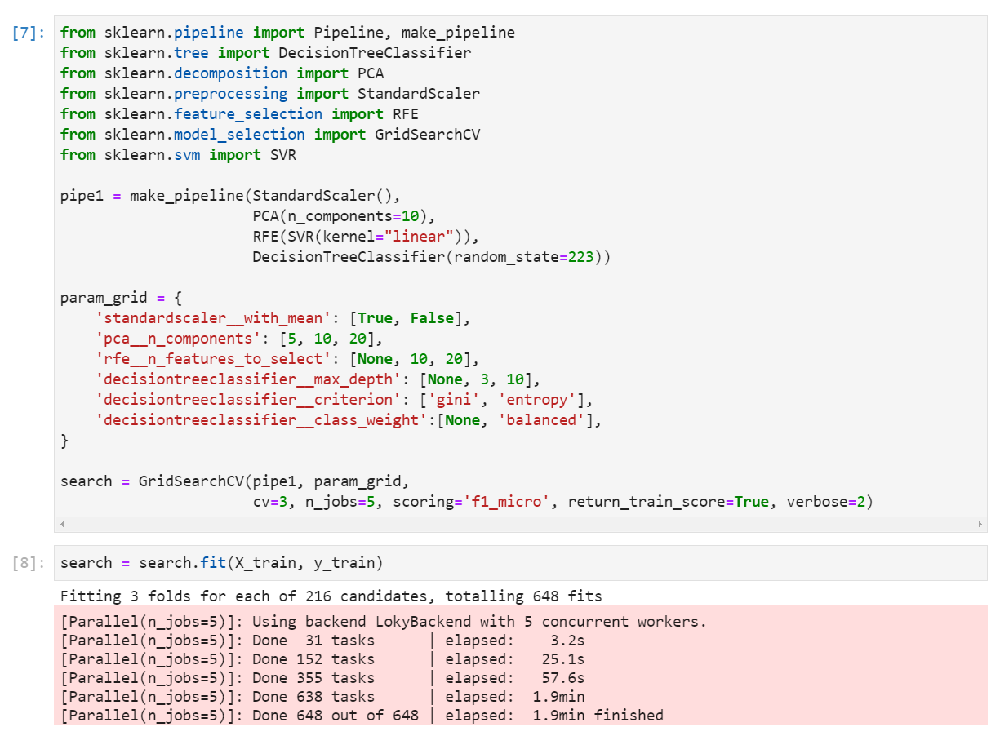 [7]:
from sklearn.pipeline import Pipeline, make_pipeline
from sklearn.tree import DecisionTreeClassifier
from sklearn.decomposition import PCA
from sklearn.preprocessing import StandardScaler
from sklearn.feature_selection import RFE
from sklearn.model_selection import GridSearchCV
from sklearn.svm import SVR

pipe1 = make_pipeline(StandardScaler(),
                      PCA(n_components=10),
                      RFE(SVR(kernel="linear")),
                      DecisionTreeClassifier(random_state=223))

param_grid = {
    'standardscaler__with_mean': [True, False],
    'pca__n_components': [5, 10, 20],
    'rfe__n_features_to_select': [None, 10, 20],
    'decisiontreeclassifier__max_depth': [None, 3, 10],
    'decisiontreeclassifier__criterion': ['gini', 'entropy'],
    'decisiontreeclassifier__class_weight':[None, 'balanced'],
}

search = GridSearchCV(pipe1, param_grid,
                      cv=3, n_jobs=5, scoring='f1_micro', return_train_score=True, verbose=2)
[8]:
search = search.fit(X_train, y_train)
Fitting 3 folds for each of 216 candidates, totalling 648 fits
[Parallel(n_jobs=5)]: Using backend LokyBackend with 5 concurrent workers.
[Parallel(n_jobs=5)]: Done  31 tasks      | elapsed:    3.2s
[Parallel(n_jobs=5)]: Done 152 tasks      | elapsed:   25.1s
[Parallel(n_jobs=5)]: Done 355 tasks      | elapsed:   57.6s
[Parallel(n_jobs=5)]: Done 638 tasks      | elapsed:  1.9min
[Parallel(n_jobs=5)]: Done 648 out of 648 | elapsed:  1.9min finished